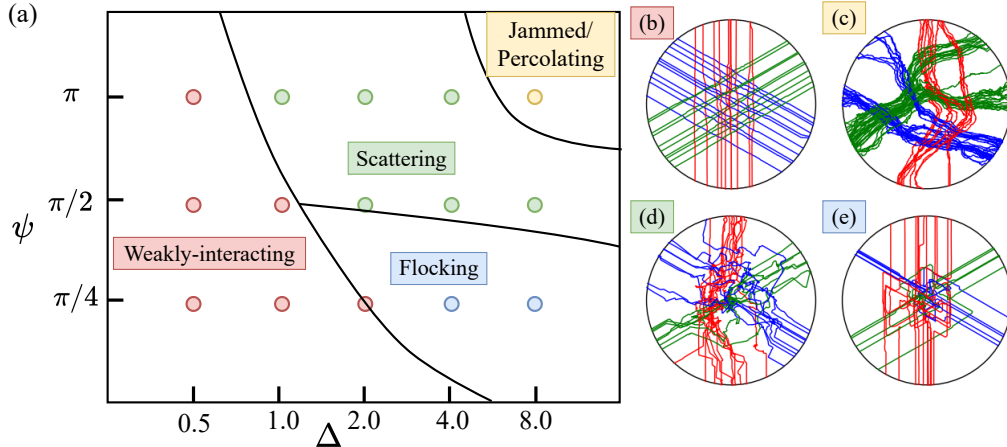 (a)
Jammed/
Percolating
π
Scattering
π/2
ψ
Weakly-interacting
Flocking
π/4
0.5
1.0
2.0
4.0
8.0
Δ
(b)
(c)
(d)
(e)